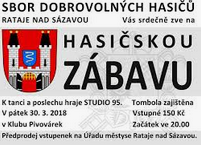 SBOR DOBROVOLNÝCH HASIČŮ
RATAJE NAD SÁZAVOU Vás srdečně zve na
HASIČSKOU
ZÁBAVU
K tanci a poslechu hraje STUDIO 95. Tombola zajištěna
V pátek 30. 3. 2018 Vstupné 150 Kč
v Klubu Pivovárek Začátek ve 20.00
Předprodej vstupenek na Úřadu městyse Rataje nad Sázavou.